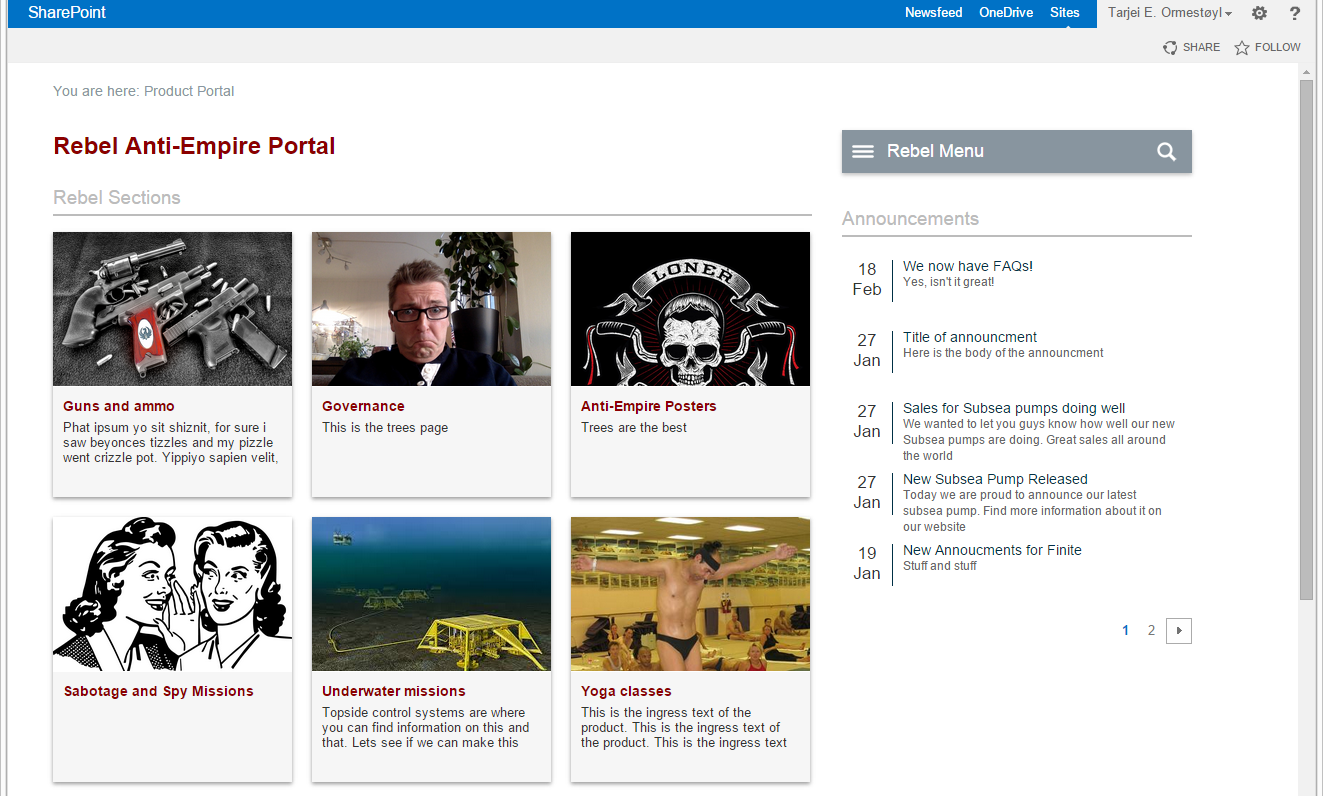 SharePoint
Newsfeed OneDrive Sites Tarjei E. Ormestøyl ?
SHARE FOLLOW
You are here: Product Portal
Rebel Anti-Empire Portal
Rebel Sections
LONER
Guns and ammo
Phat ipsum yo sit shiznit, for sure i
saw beyonces tizzles and my pizzle
went crizzle pot. Yippiyo sapien velit,
Governance
This is the trees page
Anti-Empire Posters
Trees are the best
Sabotage and Spy Missions
Underwater missions
Topside control systems are where
you can find information on this and
that. Lets see if we can make this
Yoga classes
This is the ingress text of the
product. This is the ingress text of
the product. This is the ingress text
Rebel Menu
Announcements
18
Feb
We now have FAQs!
Yes, isn't it great!
27
Jan
Title of announcment
Here is the body of the announcment
27
Jan
Sales for Subsea pumps doing well
We wanted to let you guys know how well our new
Subsea pumps are doing. Great sales all around
the world
27
Jan
New Subsea Pump Released
Today we are proud to announce our latest
subsea pump. Find more information about it on
our website
19
Jan
New Annoucments for Finite
Stuff and stuff
1 2